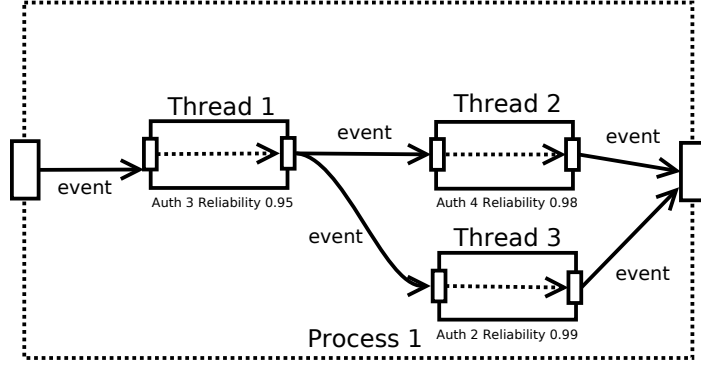 Thread 1
Thread 2
event
event
event
Auth 3 Reliability 0.95
Auth 4 Reliability 0.98
event
Thread 3
event
Process 1
Auth 2 Reliability 0.99